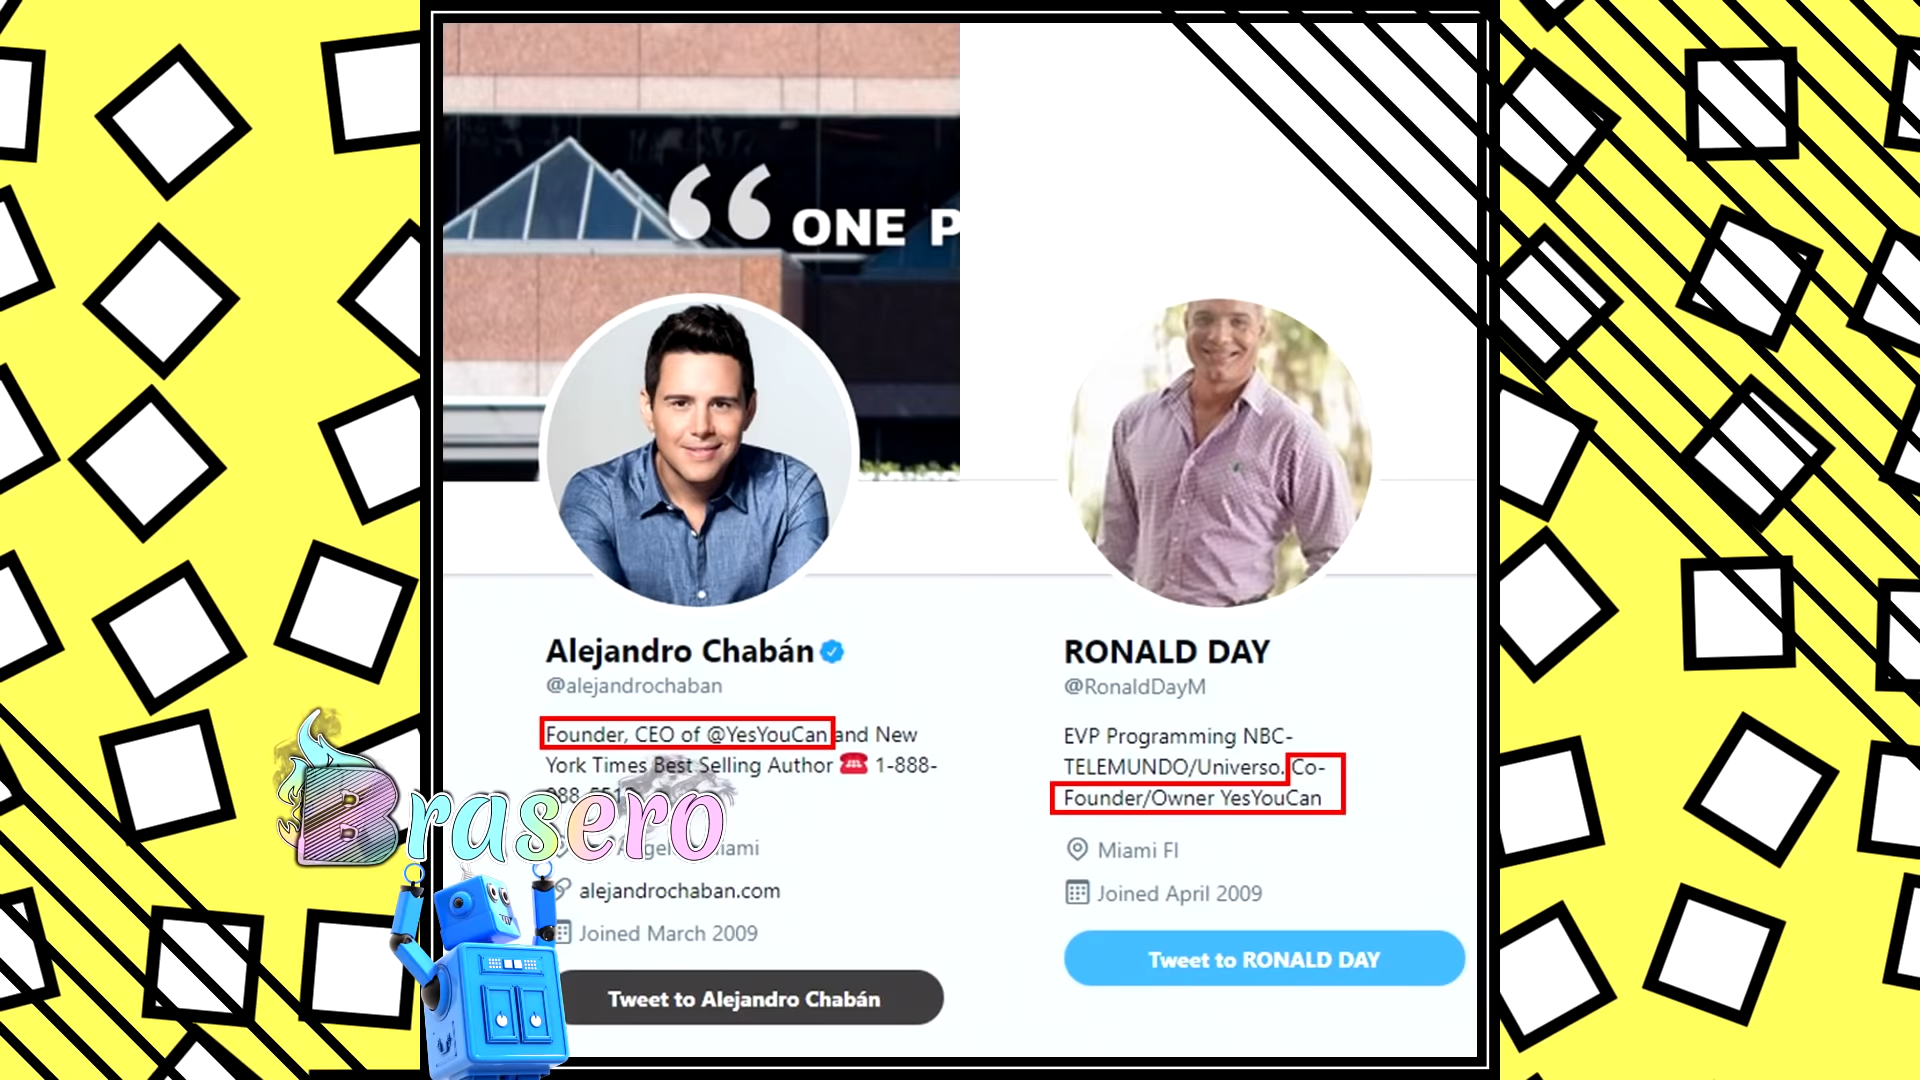 “ ONE P
Alejandro Chabán
@alejandrochaban
Founder, CEO of @YesYouCan and New
York Times Best Selling Author ☎ 1-888-
Miami
alejandrochaban.com
Joined March 2009
Tweet to Alejandro Chabán
RONALD DAY
@RonaldDayM
EVP Programming NBC-
TELEMUNDO/Universo. Co-
Founder/Owner YesYouCan
Miami Fl
Joined April 2009
Tweet to RONALD DAY
Brasero